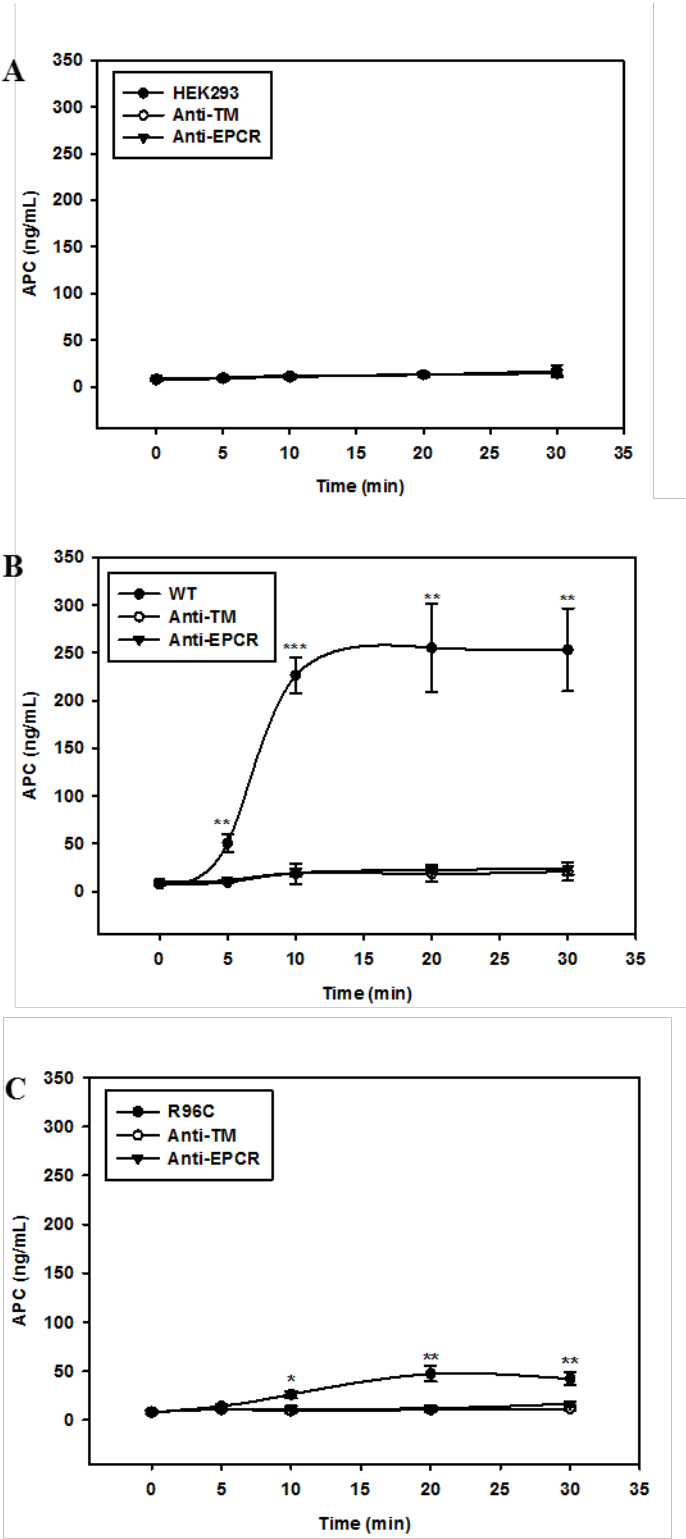 A
350
300
250
200
150
100
50
0
APC (ng/mL)
HEK293
Anti-TM
Anti-EPCR
0 5 10 15 20 25 30 35
Time (min)
B
350
300
250
200
150
100
50
0
APC (ng/mL)
WT
Anti-TM
Anti-EPCR
**
***
**
**
0 5 10 15 20 25 30 35
Time (min)
C
350
300
250
200
150
100
50
0
APC (ng/mL)
R96C
Anti-TM
Anti-EPCR
*
**
**
0 5 10 15 20 25 30 35
Time (min)